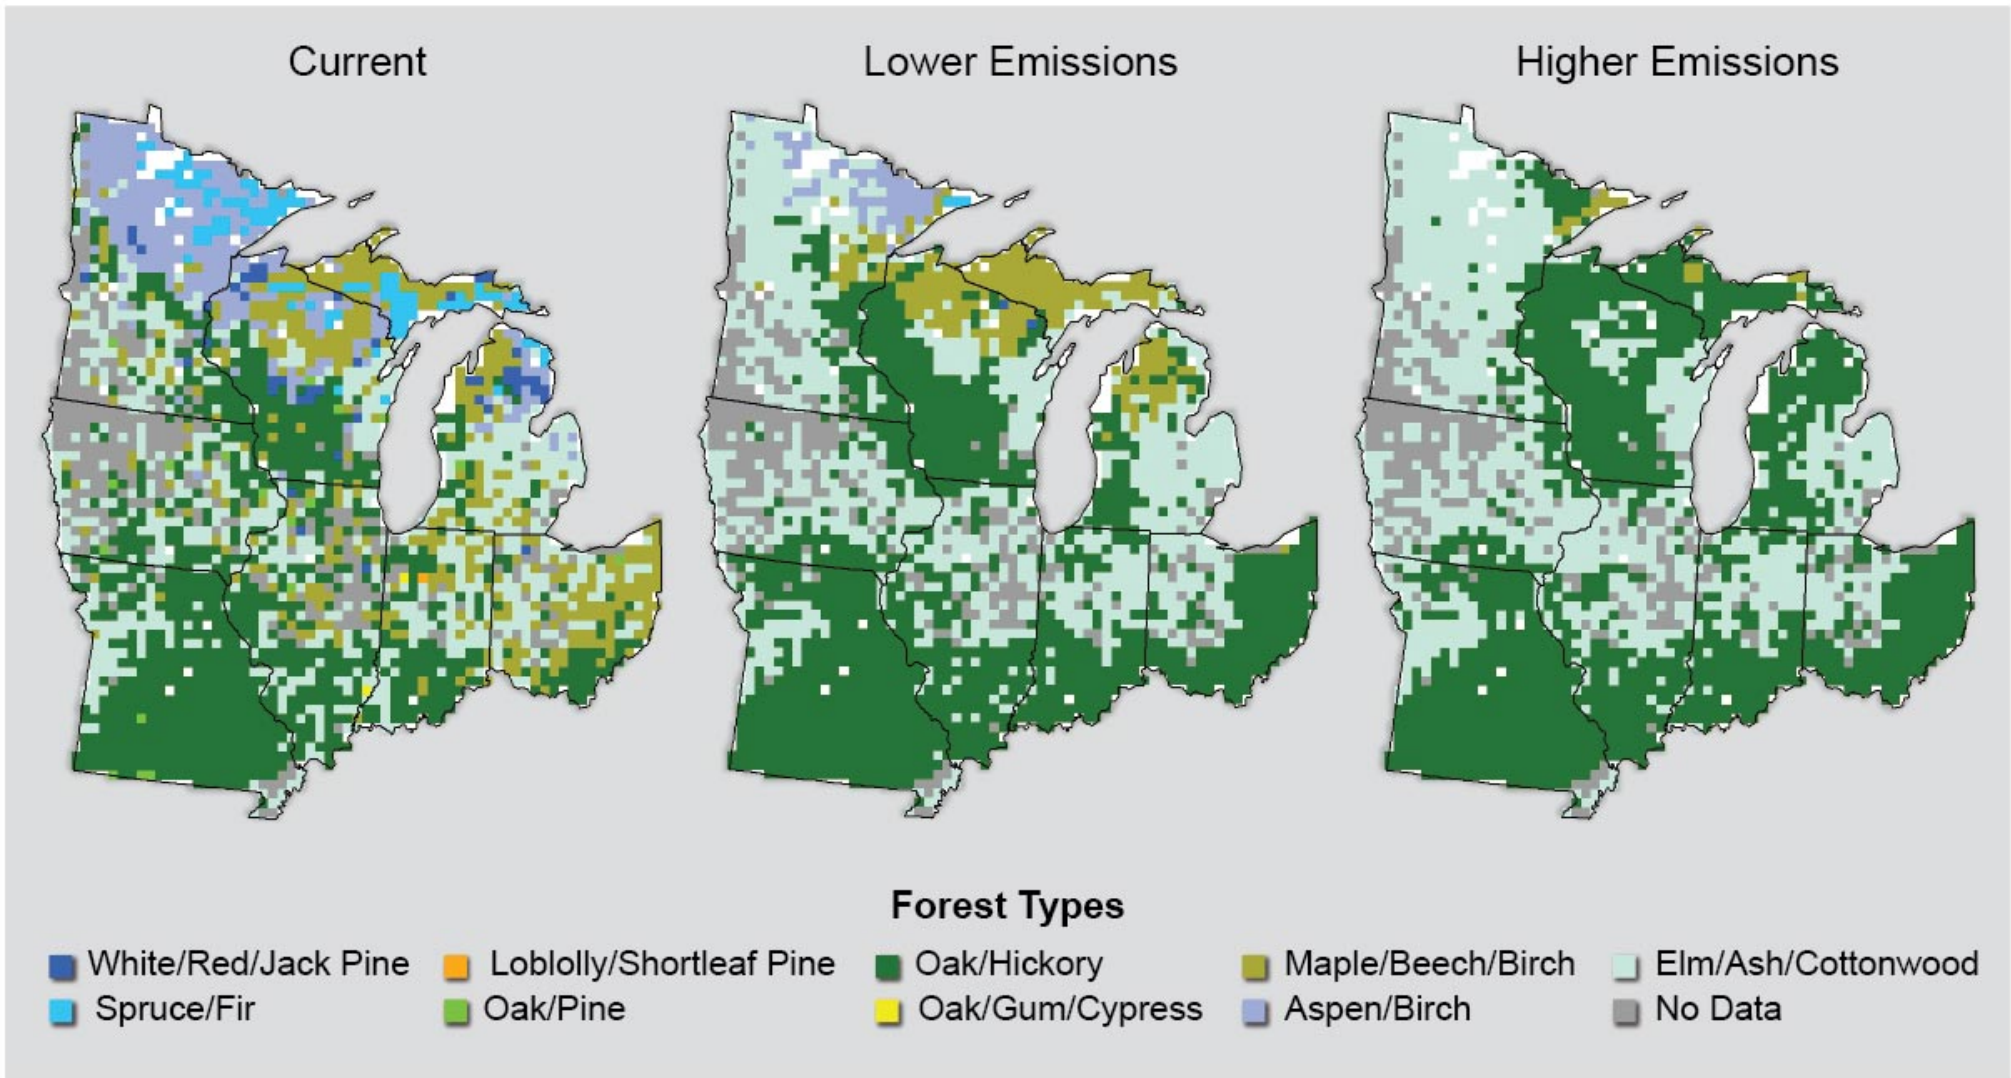 Current
Lower Emissions
Higher Emissions
Forest Types
White/Red/Jack Pine
Loblolly/Shortleaf Pine
Oak/Hickory
Maple/Beech/Birch
Elm/Ash/Cottonwood
Spruce/Fir
Oak/Pine
Oak/Gum/Cypress
Aspen/Birch
No Data